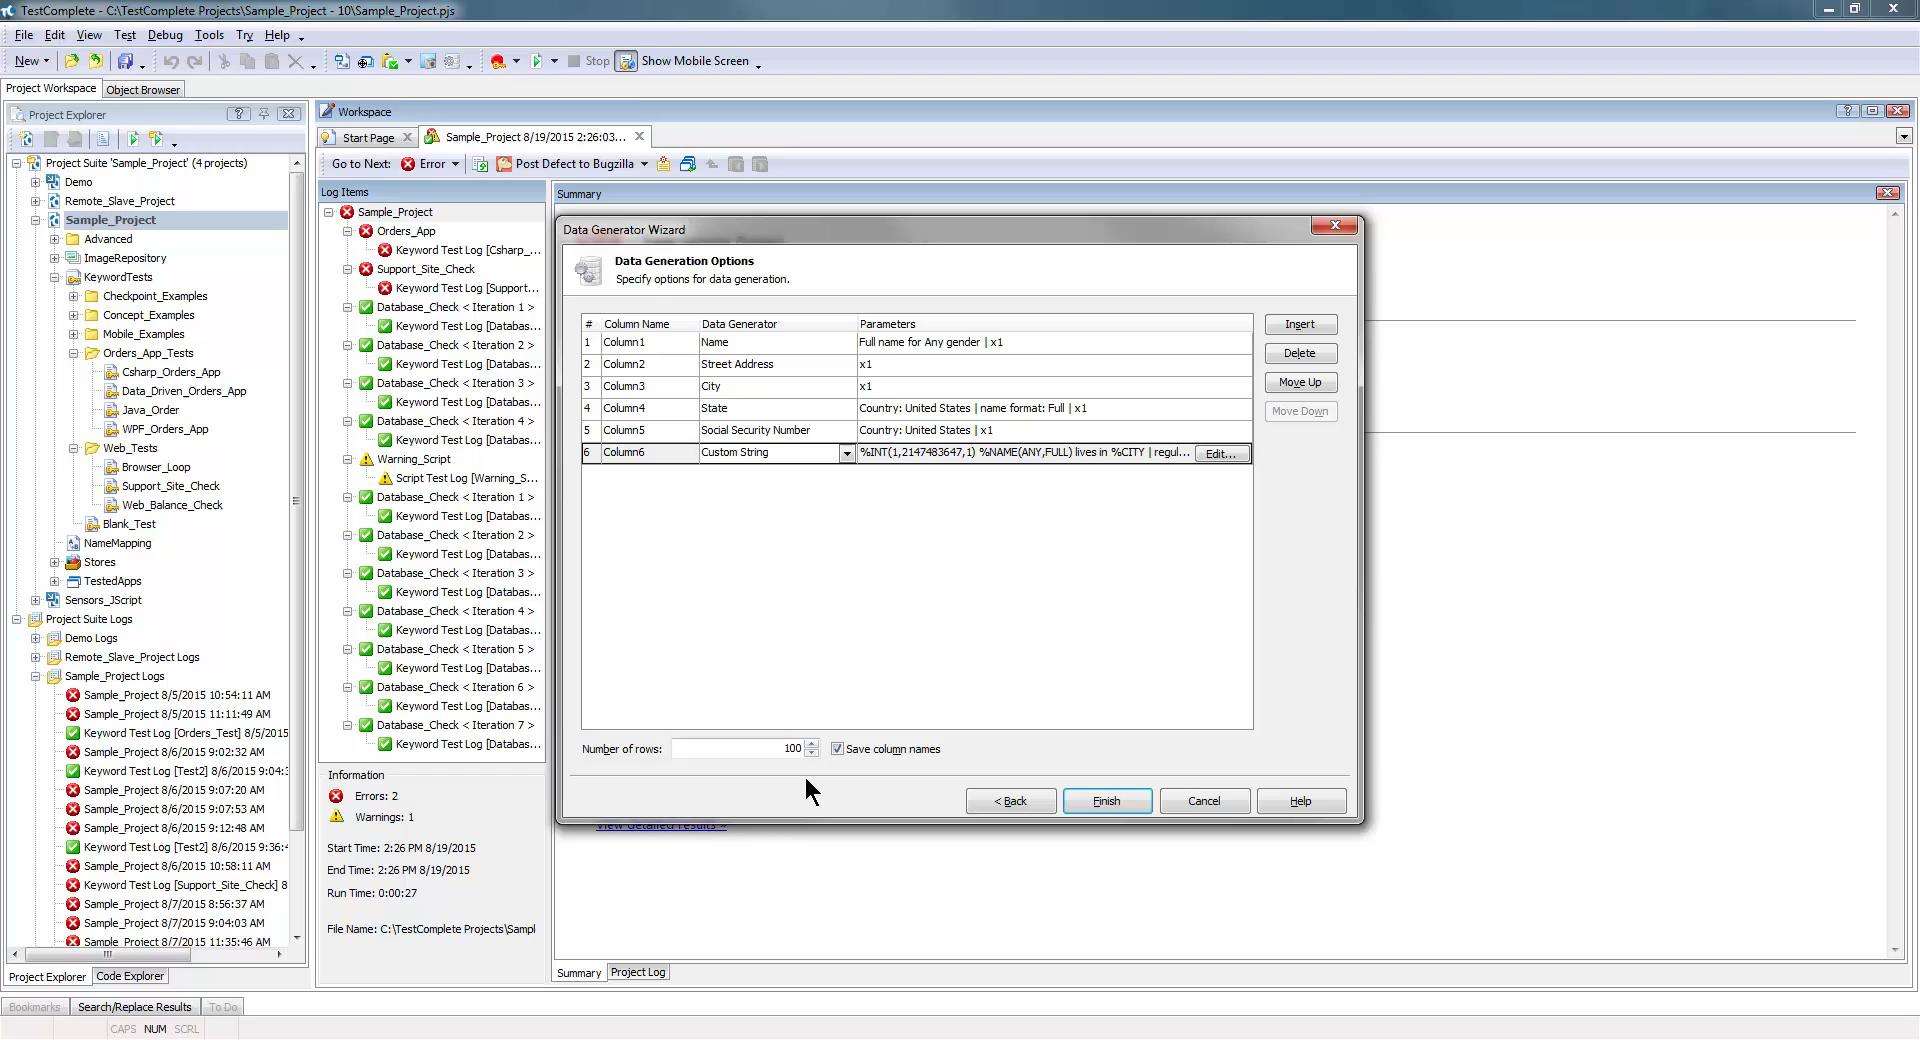 TestComplete - C:\TestComplete Projects\Sample_Project - 10\Sample_Project.pjs
File Edit View Test Debug Tools Try Help
New Stop Show Mobile Screen
Project Workspace Object Browser
Project Explorer
Project Suite 'Sample_Project' (4 projects)
Demo
Remote_Slave_Project
Sample_Project
Advanced
ImageRepository
KeywordTests
Checkpoint_Examples
Concept_Examples
Mobile_Examples
Orders_App_Tests
Csharp_Orders_App
Data_Driven_Orders_App
Java_Order
WPF_Orders_App
Web_Tests
Browser_Loop
Support_Site_Check
Web_Balance_Check
Blank_Test
NameMapping
Stores
TestedApps
Sensors_JScript
Project Suite Logs
Demo Logs
Remote_Slave_Project Logs
Sample_Project Logs
Sample_Project 8/5/2015 10:54:11 AM
Sample_Project 8/5/2015 11:11:49 AM
Keyword Test Log [Orders_Test] 8/5/2015
Sample_Project 8/6/2015 9:02:32 AM
Keyword Test Log [Test2] 8/6/2015 9:04:3
Sample_Project 8/6/2015 9:07:20 AM
Sample_Project 8/6/2015 9:07:53 AM
Sample_Project 8/6/2015 9:12:48 AM
Keyword Test Log [Test2] 8/6/2015 9:36:4
Sample_Project 8/6/2015 10:58:11 AM
Keyword Test Log [Support_Site_Check] 8
Sample_Project 8/7/2015 8:56:37 AM
Sample_Project 8/7/2015 9:04:03 AM
Sample_Project 8/7/2015 11:35:46 AM
Project Explorer Code Explorer
Workspace
Start Page Sample_Project 8/19/2015 2:26:03...
Go to Next: Error Post Defect to Bugzilla
Log Items
Sample_Project
Orders_App
Keyword Test Log [Csharp_...
Support_Site_Check
Keyword Test Log [Support...
Database_Check < Iteration 1 >
Keyword Test Log [Databas...
Database_Check < Iteration 2 >
Keyword Test Log [Databas...
Database_Check < Iteration 3 >
Keyword Test Log [Databas...
Database_Check < Iteration 4 >
Keyword Test Log [Databas...
Warning_Script
Script Test Log [Warning_S...
Database_Check < Iteration 1 >
Keyword Test Log [Databas...
Database_Check < Iteration 2 >
Keyword Test Log [Databas...
Database_Check < Iteration 3 >
Keyword Test Log [Databas...
Database_Check < Iteration 4 >
Keyword Test Log [Databas...
Database_Check < Iteration 5 >
Keyword Test Log [Databas...
Database_Check < Iteration 6 >
Keyword Test Log [Databas...
Database_Check < Iteration 7 >
Keyword Test Log [Databas...
Information
Errors: 2
Warnings: 1
Start Time: 2:26 PM 8/19/2015
End Time: 2:26 PM 8/19/2015
Run Time: 0:00:27
File Name: C:\TestComplete Projects\Sampl
Summary
Data Generator Wizard
Data Generation Options
Specify options for data generation.
# Column Name Data Generator Parameters
1 Column1 Name Full name for Any gender | x1
2 Column2 Street Address x1
3 Column3 City x1
4 Column4 State Country: United States | name format: Full | x1
5 Column5 Social Security Number Country: United States | x1
6 Column6 Custom String %INT(1,2147483647,1) %NAME(ANY,FULL) lives in %CITY | regul... Edit...
Insert
Delete
Move Up
Move Down
Number of rows: 100 Save column names
< Back Finish Cancel Help
View detailed results »
Summary Project Log
Bookmarks Search/Replace Results To Do
CAPS NUM SCRL